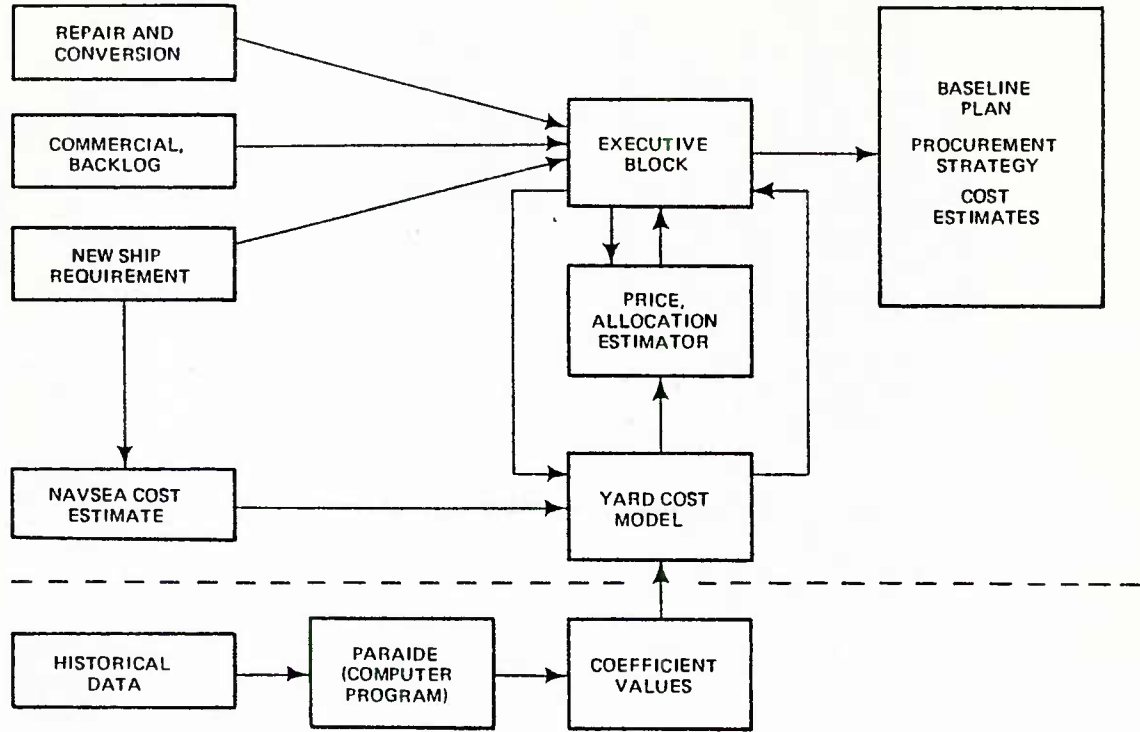 REPAIR AND
CONVERSION
COMMERCIAL,
BACKLOG
NEW SHIP
REQUIREMENT
NAVSEA COST
ESTIMATE
EXECUTIVE
BLOCK
PRICE,
ALLOCATION
ESTIMATOR
YARD COST
MODEL
BASELINE
PLAN
PROCUREMENT
STRATEGY
COST
ESTIMATES
HISTORICAL
DATA
PARAIDE
(COMPUTER
PROGRAM)
COEFFICIENT
VALUES